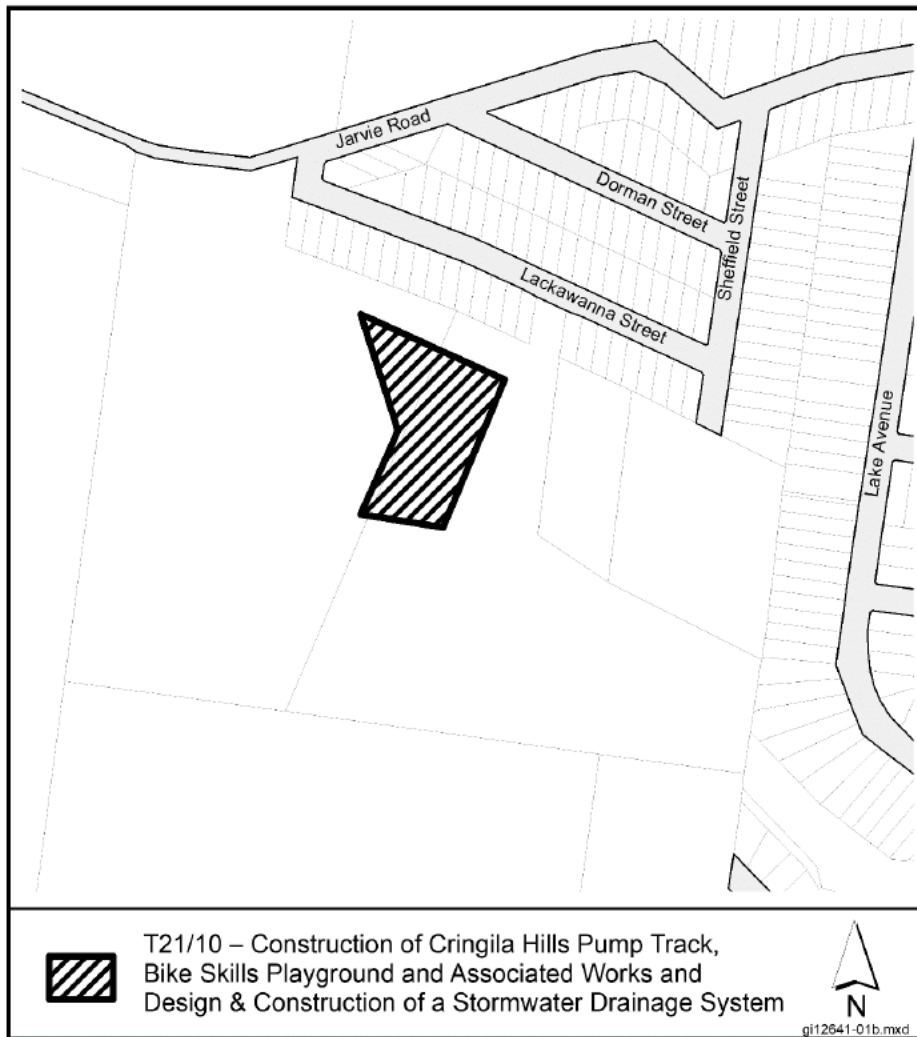 Jarvie Road
Dorman Street
Sheffield Street
Lackawanna Street
Lake Avenue
T21/10 – Construction of Cringila Hills Pump Track,
Bike Skills Playground and Associated Works and
Design & Construction of a Stormwater Drainage System
N
gi12641-01b.mxd